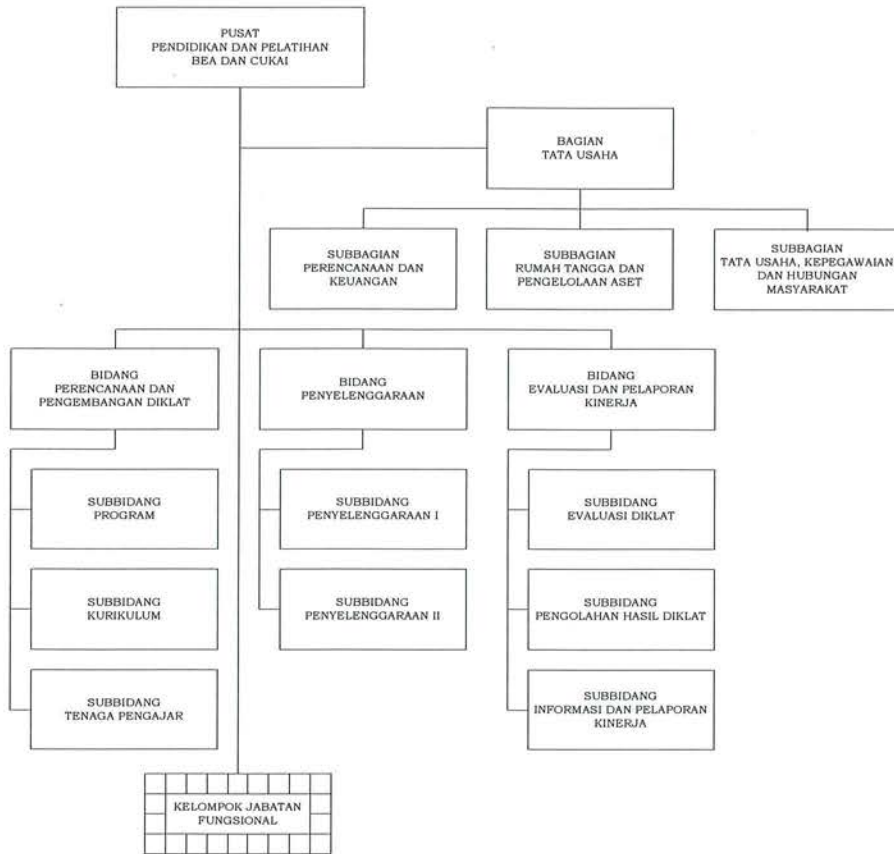 PUSAT
PENDIDIKAN DAN PELATIHAN
BEA DAN CUKAI
BAGIAN
TATA USAHA
SUBBAGIAN
PERENCANAAN DAN
KEUANGAN
SUBBAGIAN
RUMAH TANGGA DAN
PENGELOLAAN ASET
SUBBAGIAN
TATA USAHA, KEPEGAWAIAN
DAN HUBUNGAN
MASYARAKAT
BIDANG
PERENCANAAN DAN
PENGEMBANGAN DIKLAT
BIDANG
PENYELENGGARAAN
BIDANG
EVALUASI DAN PELAPORAN
KINERJA
SUBBIDANG
PROGRAM
SUBBIDANG
PENYELENGGARAAN I
SUBBIDANG
EVALUASI DIKLAT
SUBBIDANG
KURIKULUM
SUBBIDANG
PENYELENGGARAAN II
SUBBIDANG
PENGOLAHAN HASIL DIKLAT
SUBBIDANG
TENAGA PENGAJAR
SUBBIDANG
INFORMASI DAN PELAPORAN
KINERJA
KELOMPOK JABATAN
FUNGSIONAL